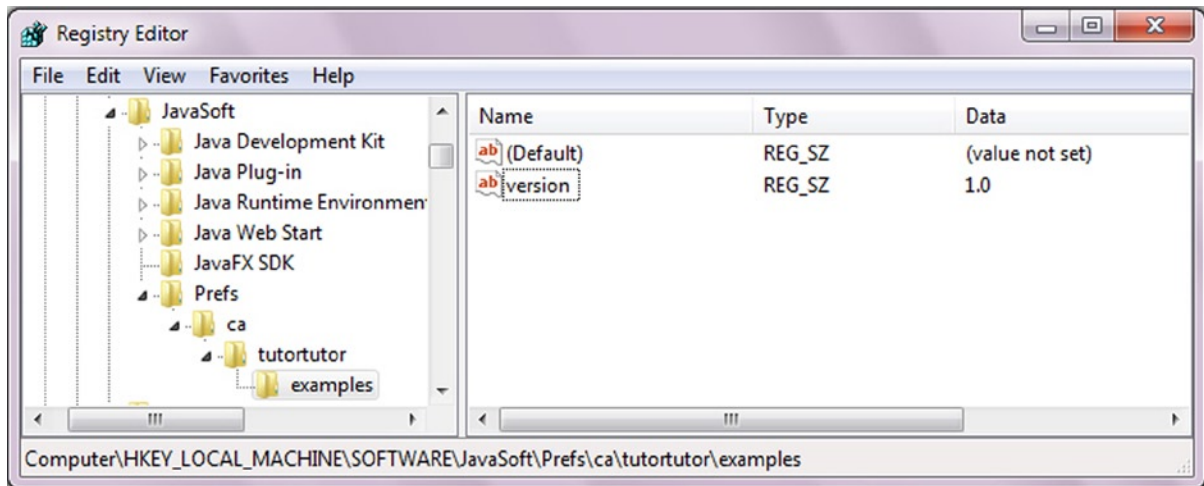 Registry Editor
File Edit View Favorites Help
JavaSoft
Java Development Kit
Java Plug-in
Java Runtime Environmen
Java Web Start
JavaFX SDK
Prefs
ca
tutortutor
examples
Name Type Data
ab (Default) REG_SZ (value not set)
ab version REG_SZ 1.0
Computer\HKEY_LOCAL_MACHINE\SOFTWARE\JavaSoft\Prefs\ca\tutortutor\examples